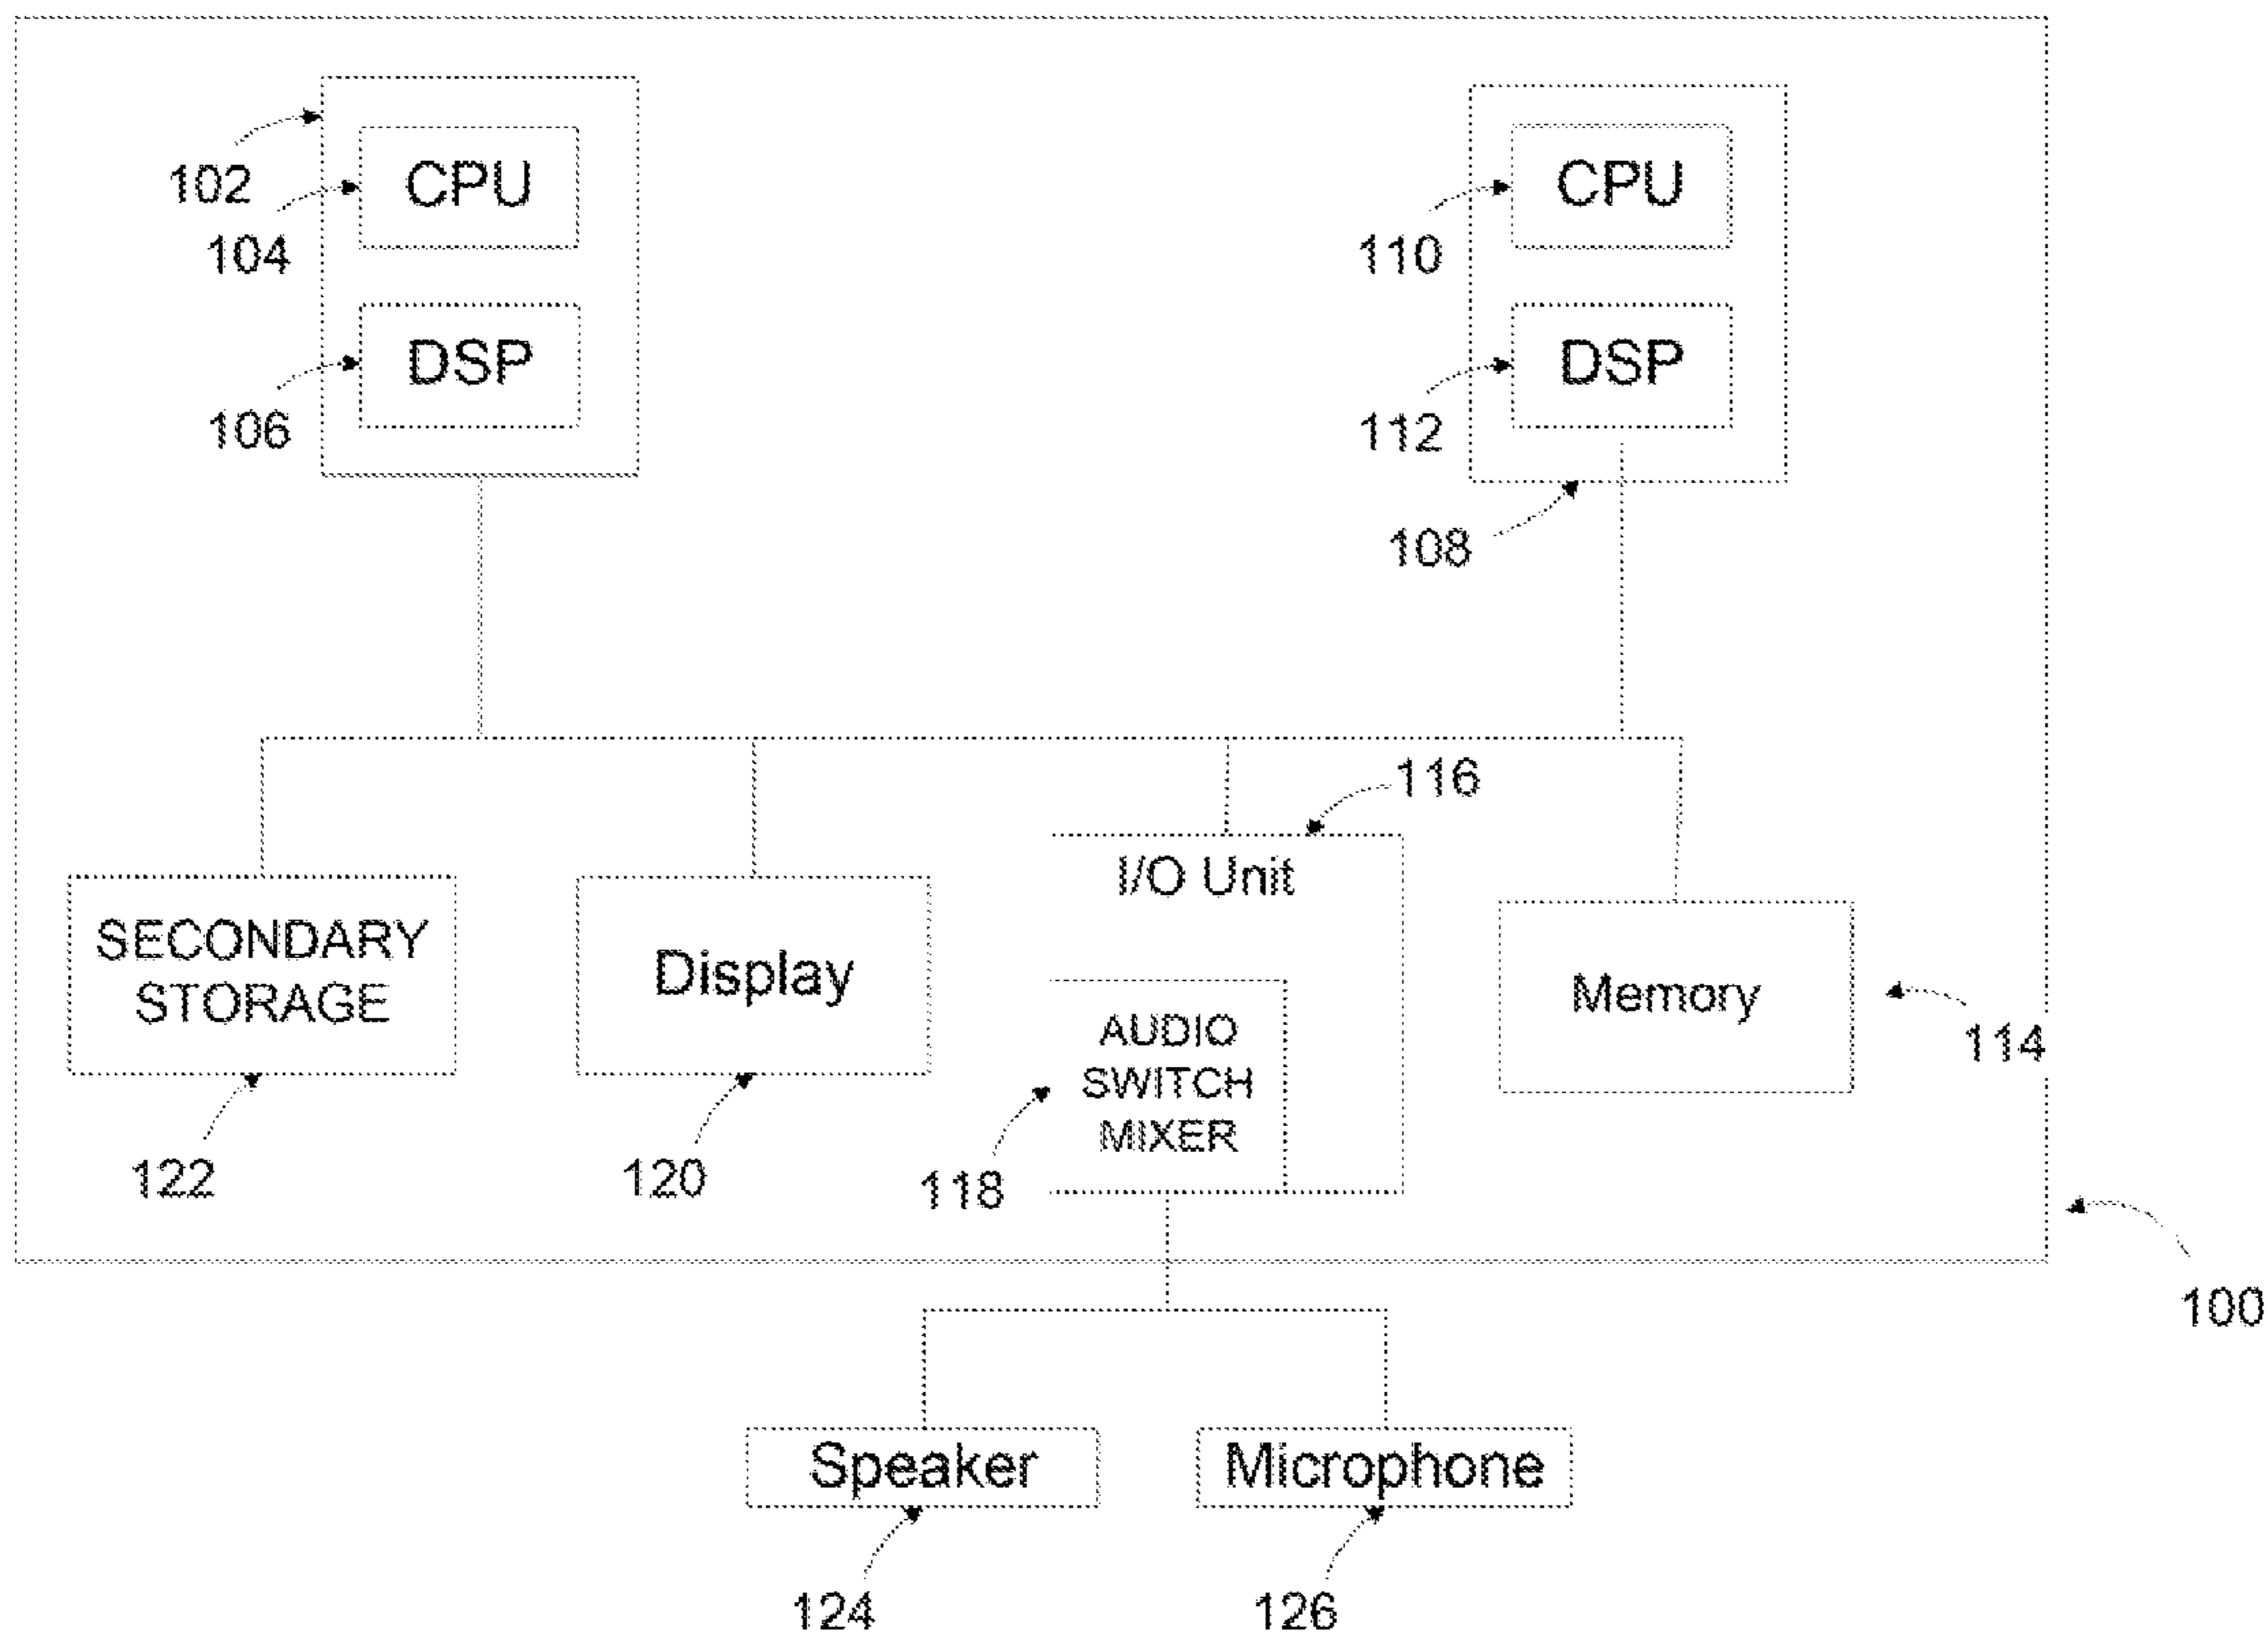 CPU
CPU
102
104
110
DSP
DSP
106
112
108
116
I/O Unit
SECONDARY
STORAGE
Display
Memory
AUDIO
SWITCH
MIXER
114
122
120
118
100
Speaker
Microphone
124
126